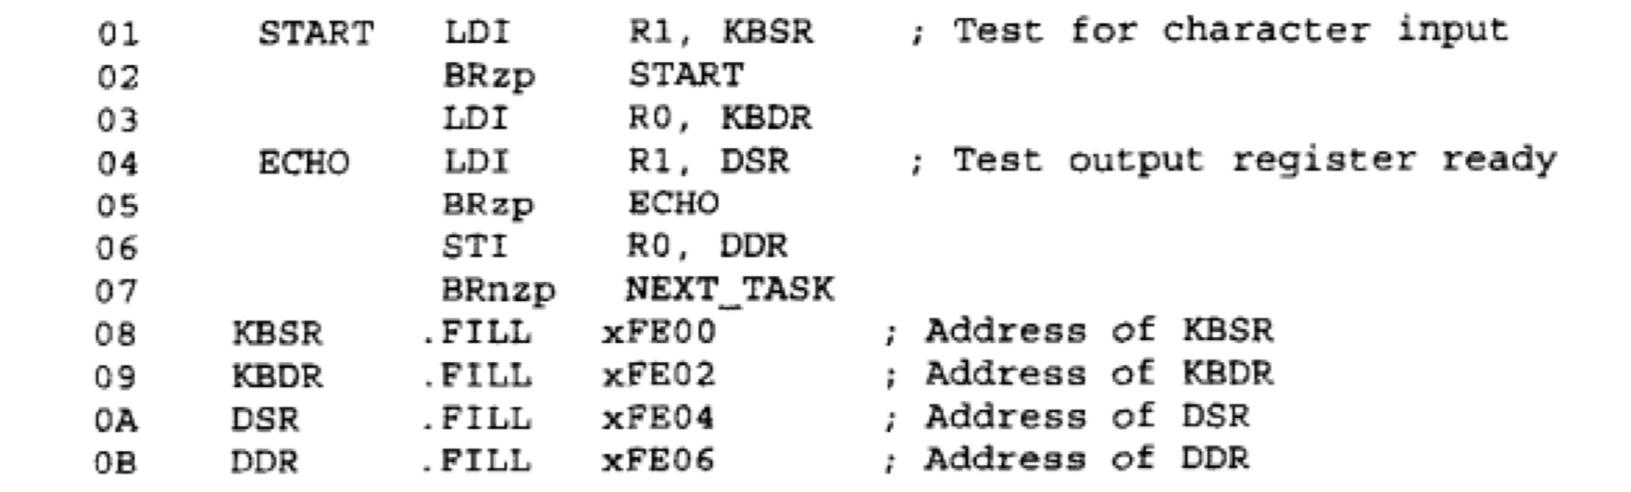 01 START LDI R1, KBSR ; Test for character input
02 BRzp START
03 LDI R0, KBDR
04 ECHO LDI R1, DSR ; Test output register ready
05 BRzp ECHO
06 STI R0, DDR
07 BRnzp NEXT_TASK
08 KBSR .FILL xFE00 ; Address of KBSR
09 KBDR .FILL xFE02 ; Address of KBDR
0A DSR .FILL xFE04 ; Address of DSR
0B DDR .FILL xFE06 ; Address of DDR